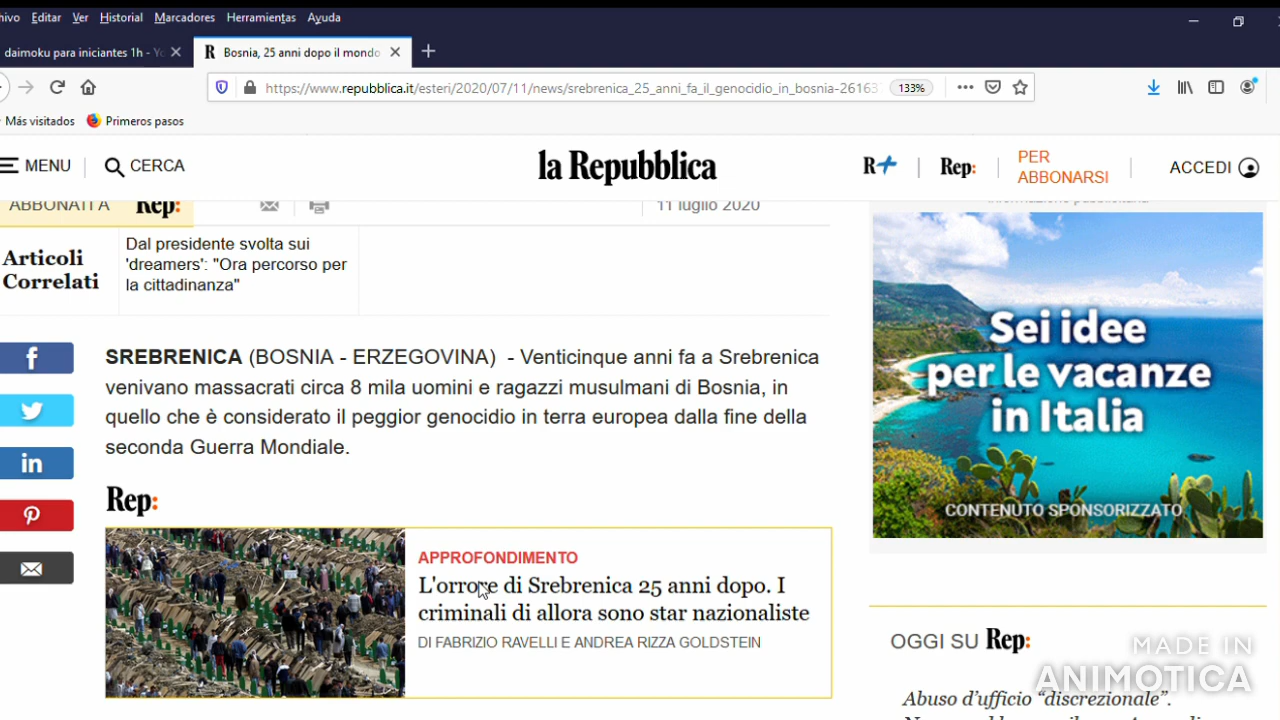 hivo Editar Ver Historial Marcadores Herramientas Ayuda
daimoku para iniciantes 1h - Yo
R Bosnia, 25 anni dopo il mondo
https://www.repubblica.it/esteri/2020/07/11/news/srebrenica_25_anni_fa_il_genocidio_in_bosnia-26163
133%
Más visitados Primeros pasos
MENU
CERCA
la Repubblica
R+
Rep:
PER
ABBONARSI
ACCEDI
ABBONATI A Rep:
11 luglio 2020
Articoli
Correlati
Dal presidente svolta sui
'dreamers': "Ora percorso per
la cittadinanza"
SREBRENICA (BOSNIA - ERZEGOVINA) - Venticinque anni fa a Srebrenica
venivano massacrati circa 8 mila uomini e ragazzi musulmani di Bosnia, in
quello che è considerato il peggior genocidio in terra europea dalla fine della
seconda Guerra Mondiale.
Rep:
APPROFONDIMENTO
L'orrore di Srebrenica 25 anni dopo. I
criminali di allora sono star nazionaliste
DI FABRIZIO RAVELLI E ANDREA RIZZA GOLDSTEIN
f
in
informazione pubblicitaria
Sei idee
per le vacanze
in Italia
CONTENUTO SPONSORIZZATO
OGGI SU Rep:
Abuso d'ufficio "discrezionale".
MADE IN
ANIMOTICA